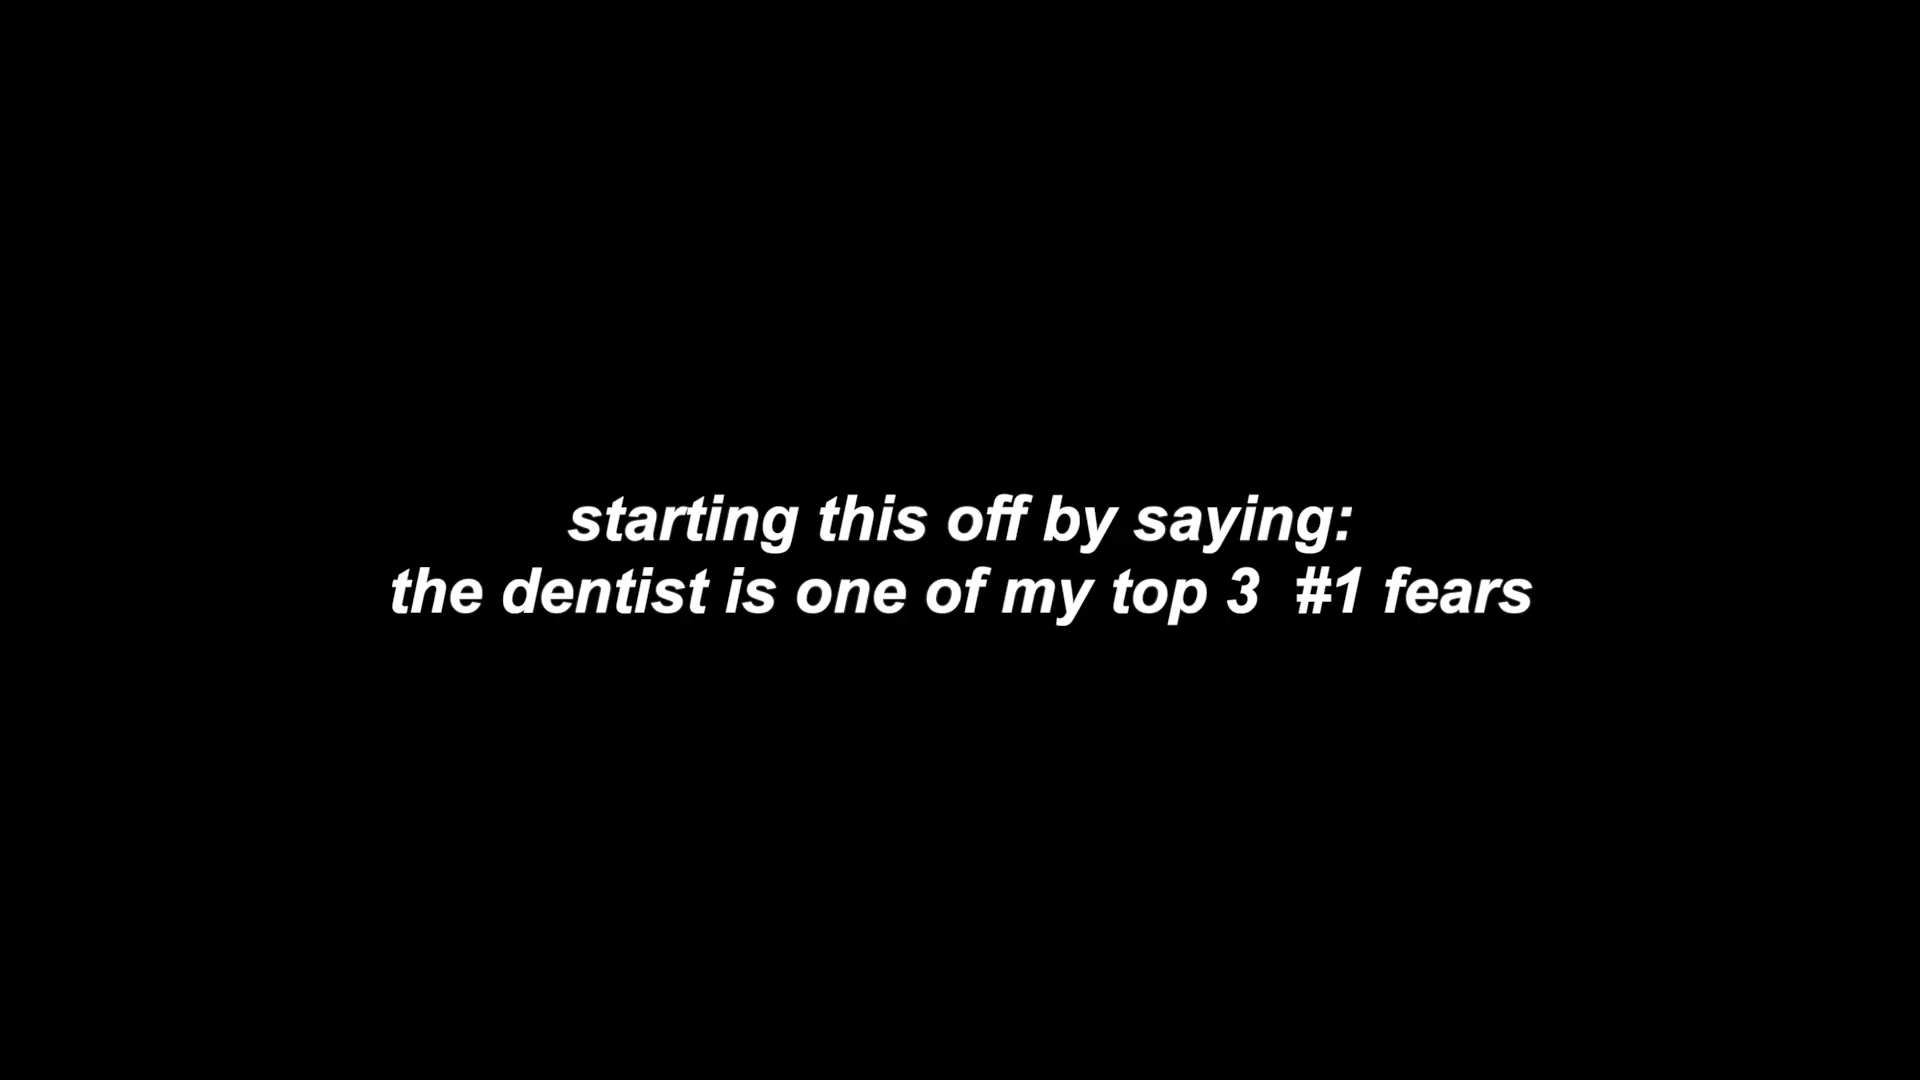 starting this off by saying:
the dentist is one of my top 3  #1 fears